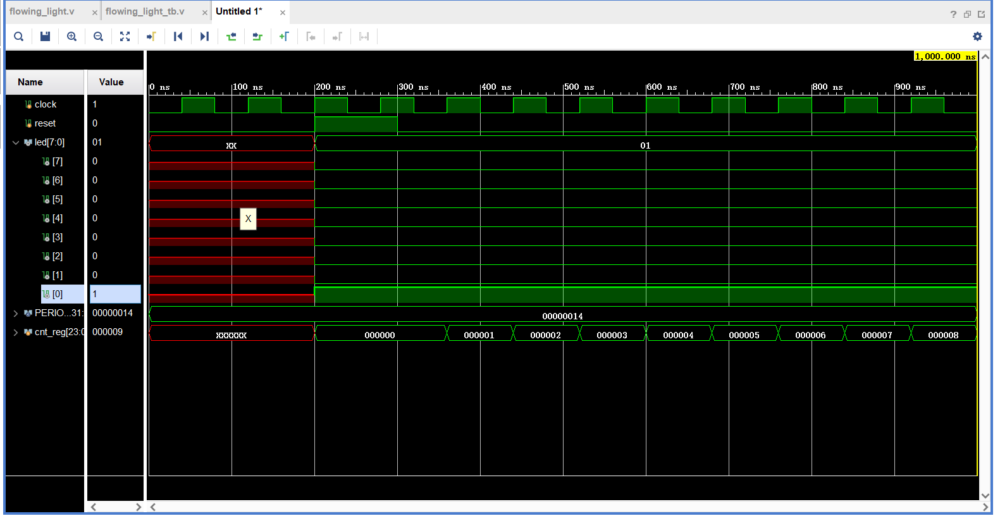 flowing_light.v × flowing_light_tb.v × Untitled 1* ×
?
1,000.000 ns
Name Value
0 ns 100 ns 200 ns 300 ns 400 ns 500 ns 600 ns 700 ns 800 ns 900 ns
clock 1
reset 0
led[7:0] 01 XX 01
[7] 0
[6] 0
[5] 0
[4] 0 X
[3] 0
[2] 0
[1] 0
[0] 1
PERIO...31: 00000014 00000014
cnt_reg[23:0 000009 XXXXXX 000000 000001 000002 000003 000004 000005 000006 000007 000008